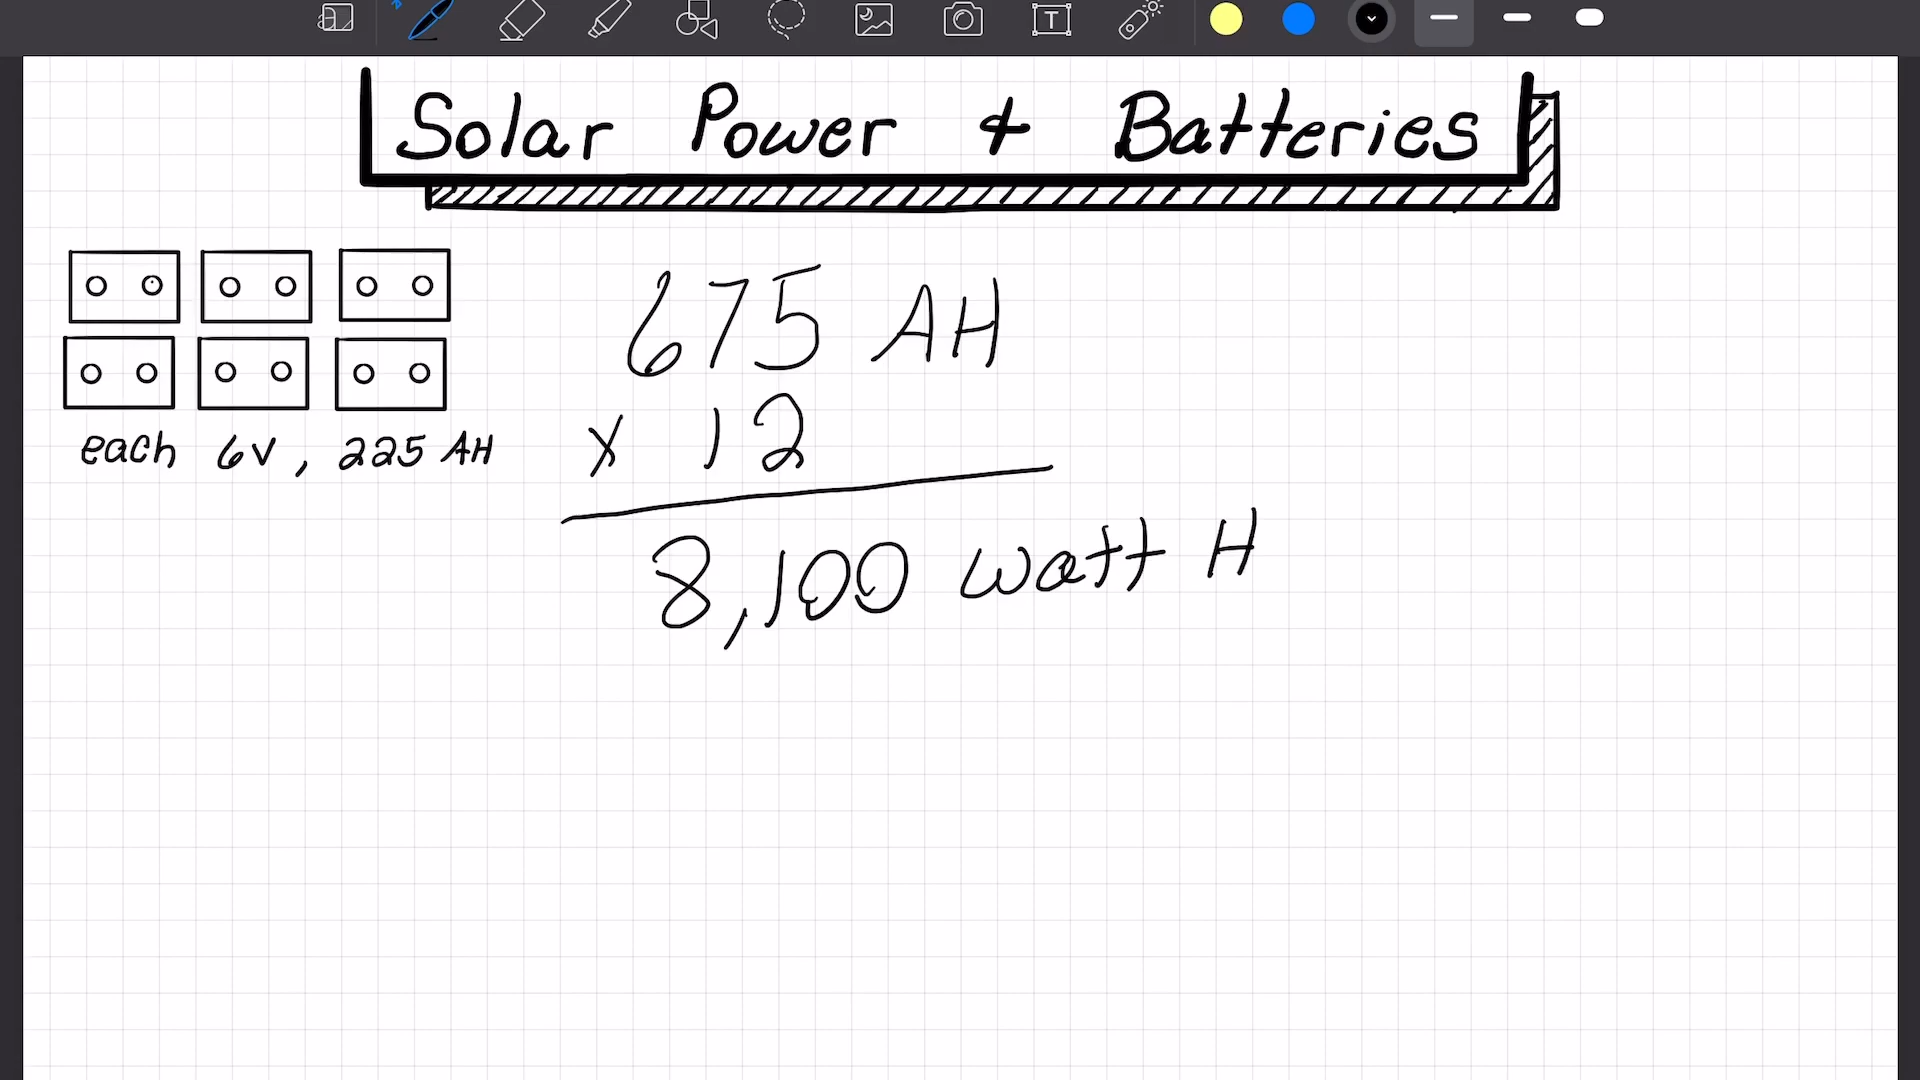 Solar Power & Batteries
675 AH
x 12
each 6V, 225 AH
8,100 watt H